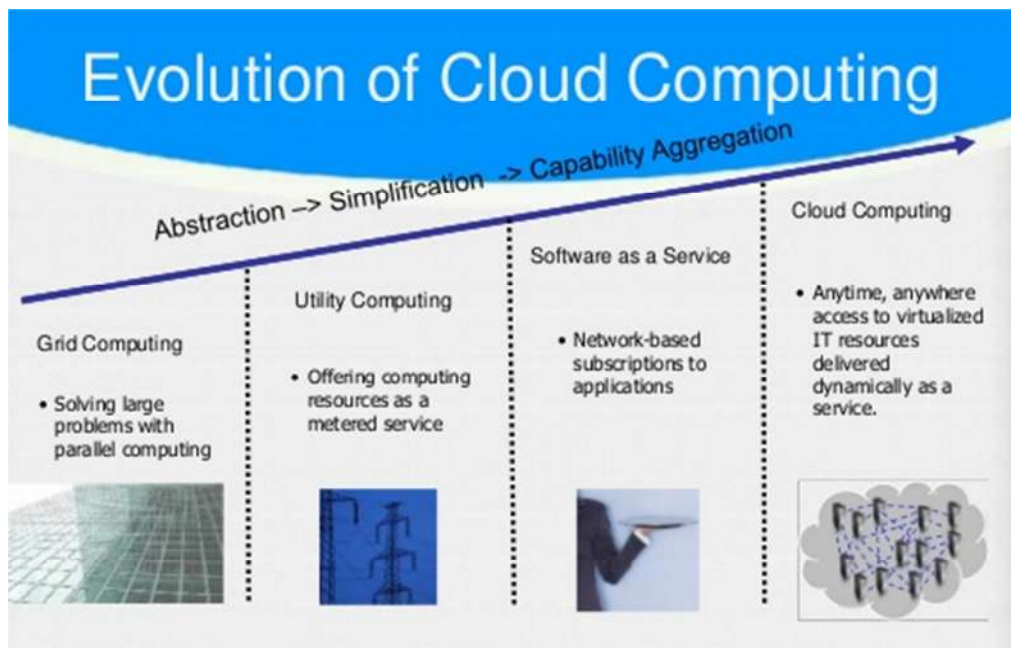 Evolution of Cloud Computing
Abstraction –> Simplification -> Capability Aggregation
Grid Computing
• Solving large
problems with
parallel computing
Utility Computing
• Offering computing
resources as a
metered service
Software as a Service
• Network-based
subscriptions to
applications
Cloud Computing
• Anytime, anywhere
access to virtualized
IT resources
delivered
dynamically as a
service.